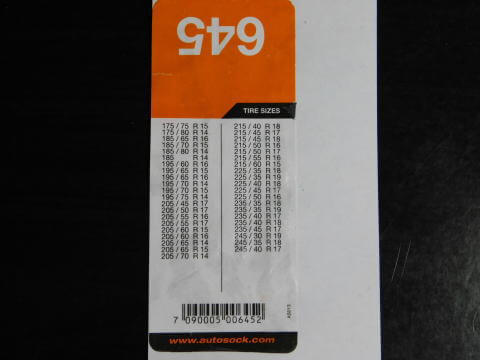 645
TIRE SIZES
175 / 75 R 15
175 / 80 R 14
185 / 65 R 16
185 / 70 R 15
185 / 80 R 14
185 R 14
195 / 60 R 16
195 / 65 R 15
195 / 65 R 16
195 / 70 R 14
195 / 70 R 15
195 / 75 R 14
205 / 45 R 17
205 / 50 R 17
205 / 55 R 16
205 / 55 R 17
205 / 60 R 15
205 / 60 R 16
205 / 65 R 14
205 / 65 R 15
205 / 70 R 14
215 / 40 R 18
215 / 45 R 17
215 / 50 R 16
215 / 50 R 17
215 / 55 R 16
215 / 60 R 15
225 / 35 R 18
225 / 35 R 19
225 / 40 R 18
225 / 45 R 17
225 / 50 R 16
235 / 35 R 18
235 / 35 R 19
235 / 40 R 17
235 / 40 R 18
235 / 45 R 17
245 / 30 R 19
245 / 35 R 18
245 / 40 R 17
7 090005 006452
www.autosock.com